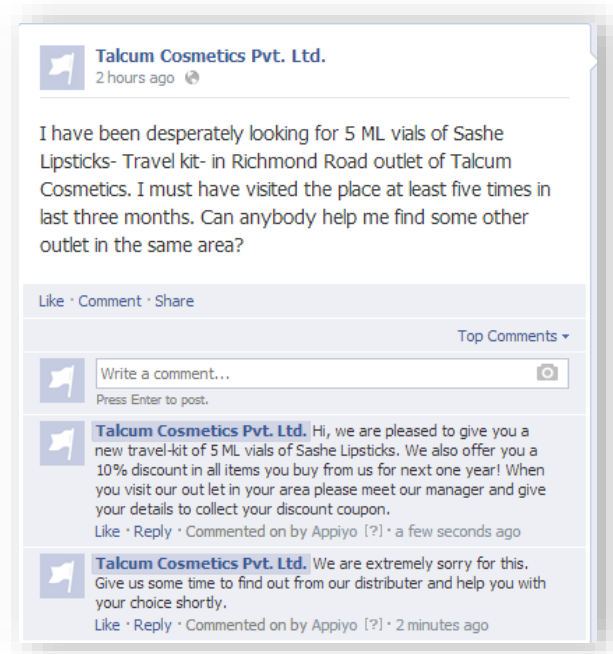 Talcum Cosmetics Pvt. Ltd.
2 hours ago
I have been desperately looking for 5 ML vials of Sashe
Lipsticks- Travel kit- in Richmond Road outlet of Talcum
Cosmetics. I must have visited the place at least five times in
last three months. Can anybody help me find some other
outlet in the same area?
Like · Comment · Share
Top Comments
Write a comment...
Press Enter to post.
Talcum Cosmetics Pvt. Ltd. Hi, we are pleased to give you a
new travel-kit of 5 ML vials of Sashe Lipsticks. We also offer you a
10% discount in all items you buy from us for next one year! When
you visit our out let in your area please meet our manager and give
your details to collect your discount coupon.
Like · Reply · Commented on by Appiyo [?] · a few seconds ago
Talcum Cosmetics Pvt. Ltd. We are extremely sorry for this.
Give us some time to find out from our distributer and help you with
your choice shortly.
Like · Reply · Commented on by Appiyo [?] · 2 minutes ago